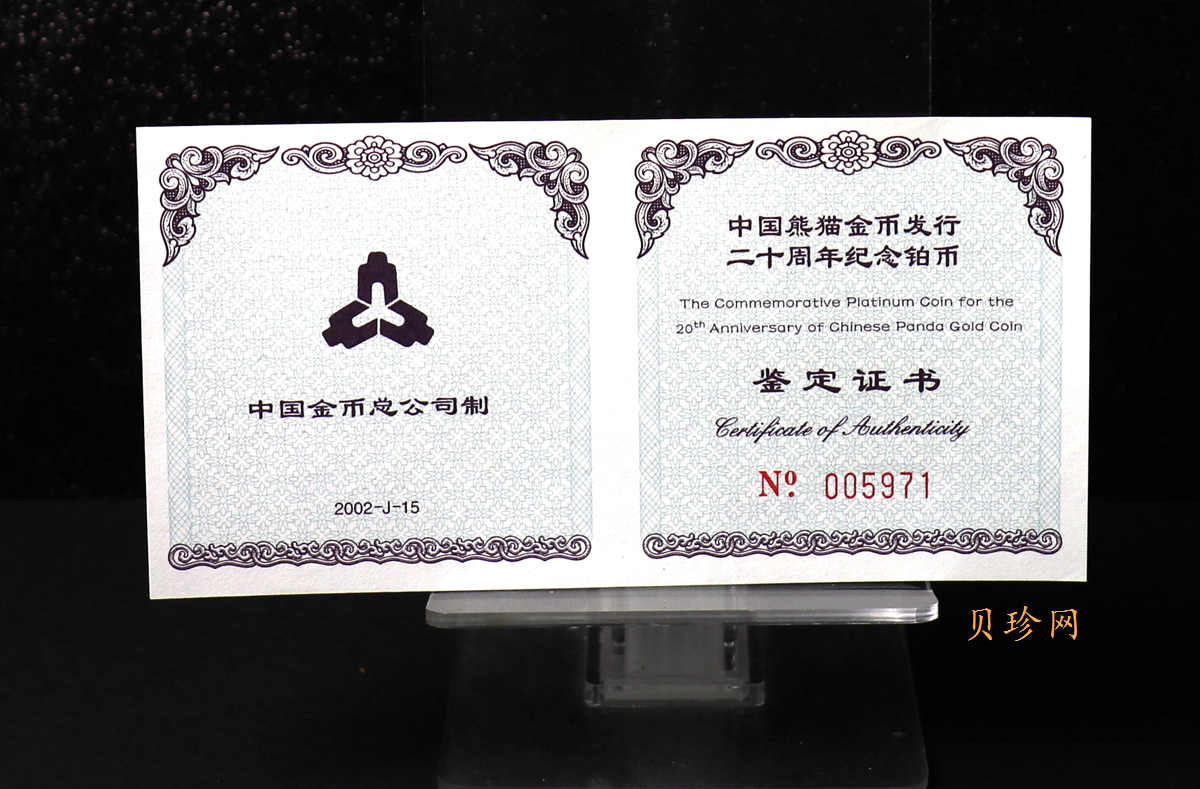 中国金币总公司制
2002-J-15
中国熊猫金币发行
二十周年纪念铂币
The Commemorative Platinum Coin for the
20th Anniversary of Chinese Panda Gold Coin
鉴定证书
Certificate of Authenticity
Nº. 005971
贝珍网